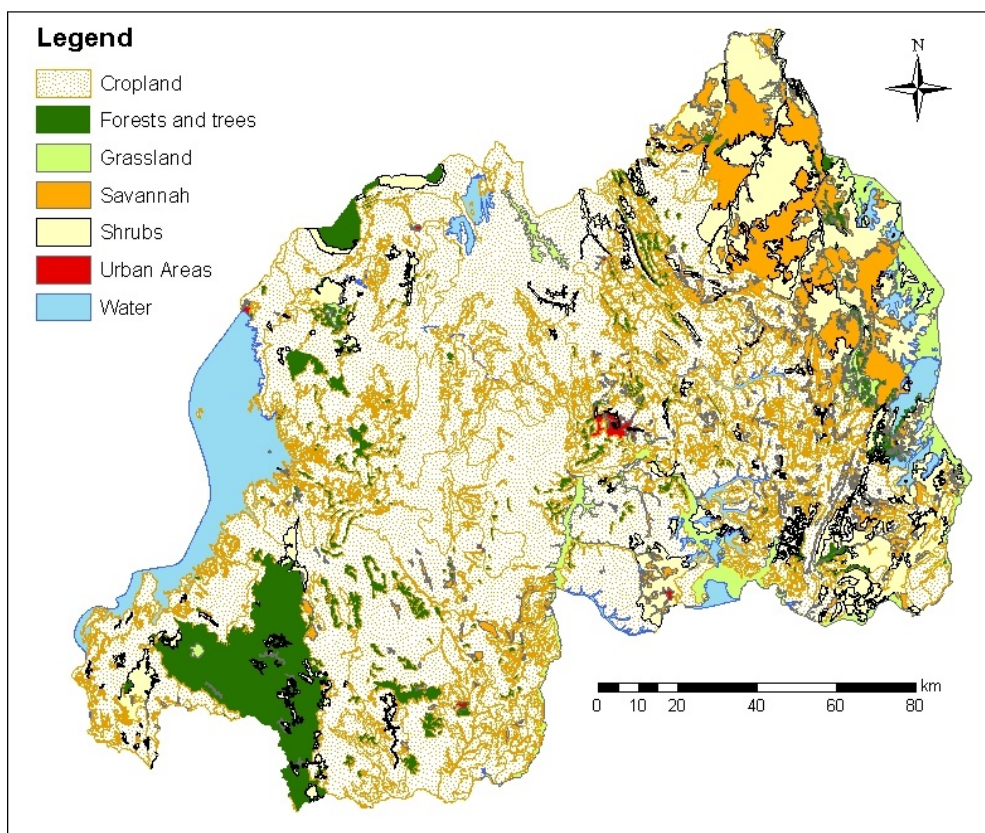 Legend
Cropland
Forests and trees
Grassland
Savannah
Shrubs
Urban Areas
Water
N
km
0 10 20 40 60 80